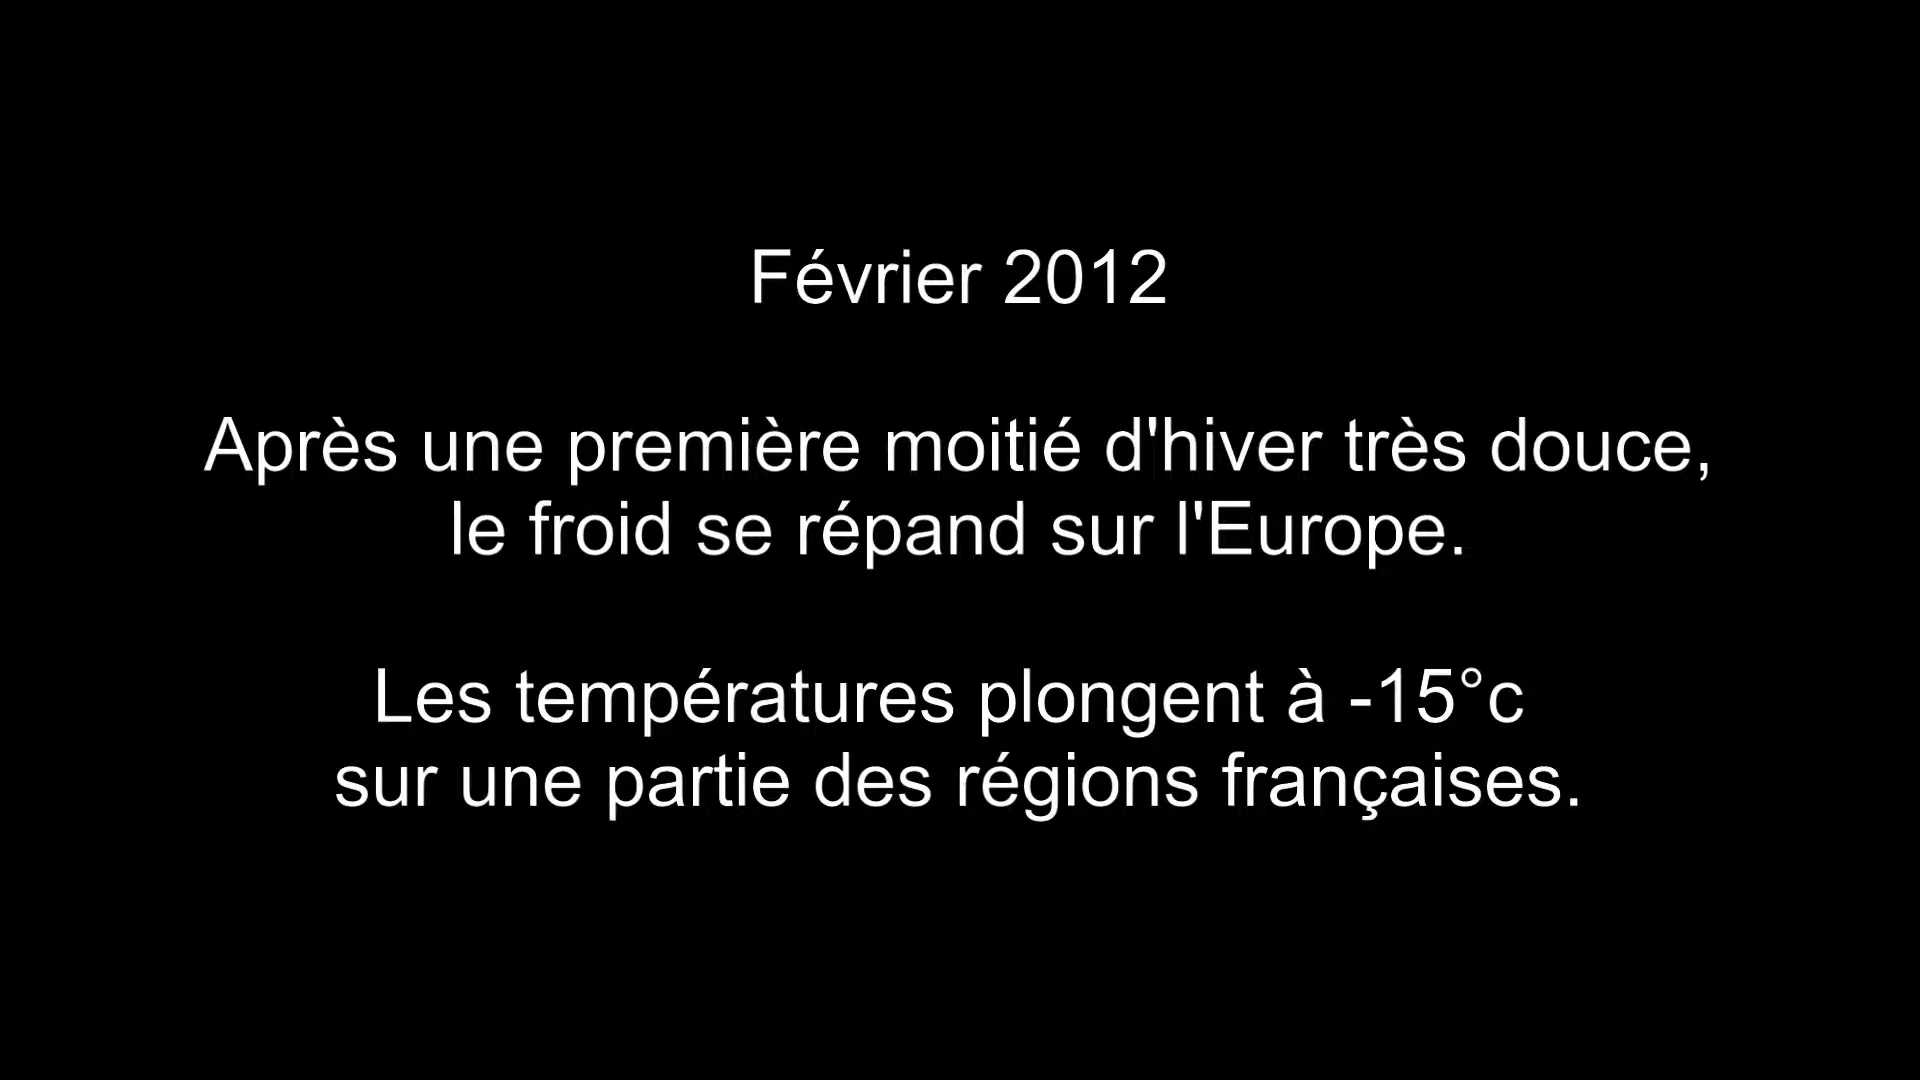 Février 2012
Après une première moitié d'hiver très douce,
le froid se répand sur l'Europe.
Les températures plongent à -15°c
sur une partie des régions françaises.